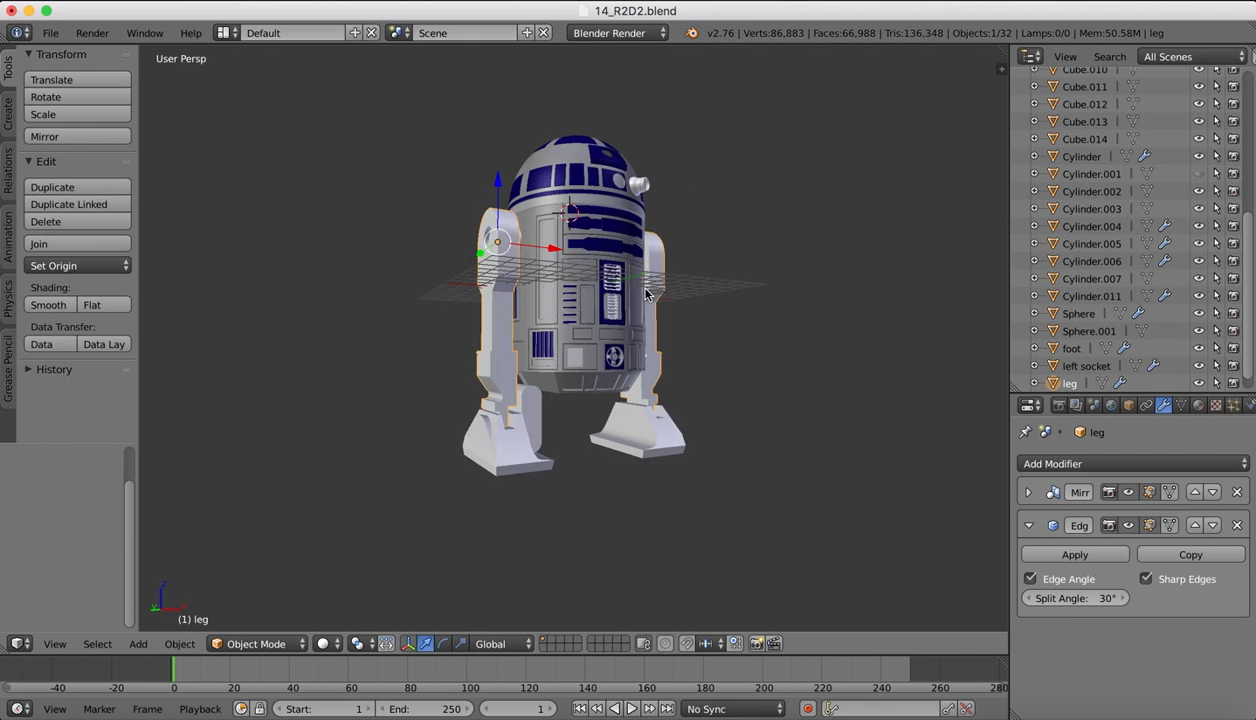 14_R2D2.blend
File Render Window Help Default Scene Blender Render v2.76 | Verts:86,883 | Faces:66,988 | Tris:136,348 | Objects:1/32 | Lamps:0/0 | Mem:50.58M | leg
View Search All Scenes
Tools
Create
Relations
Animation
Physics
Grease Pencil
Transform
Translate
Rotate
Scale
Mirror
Edit
Duplicate
Duplicate Linked
Delete
Join
Set Origin
Shading:
Smooth Flat
Data Transfer:
Data Data Lay
History
User Persp
(1) leg
Cube.010
Cube.011
Cube.012
Cube.013
Cube.014
Cylinder
Cylinder.001
Cylinder.002
Cylinder.003
Cylinder.004
Cylinder.005
Cylinder.006
Cylinder.007
Cylinder.011
Sphere
Sphere.001
foot
left socket
leg
leg
Add Modifier
Mirr
Edg
Apply Copy
Edge Angle Sharp Edges
Split Angle: 30°
View Select Add Object Object Mode Global
-40 -20 0 20 40 60 80 100 120 140 160 180 200 220 240 260 280
View Marker Frame Playback Start: 1 End: 250 1 No Sync